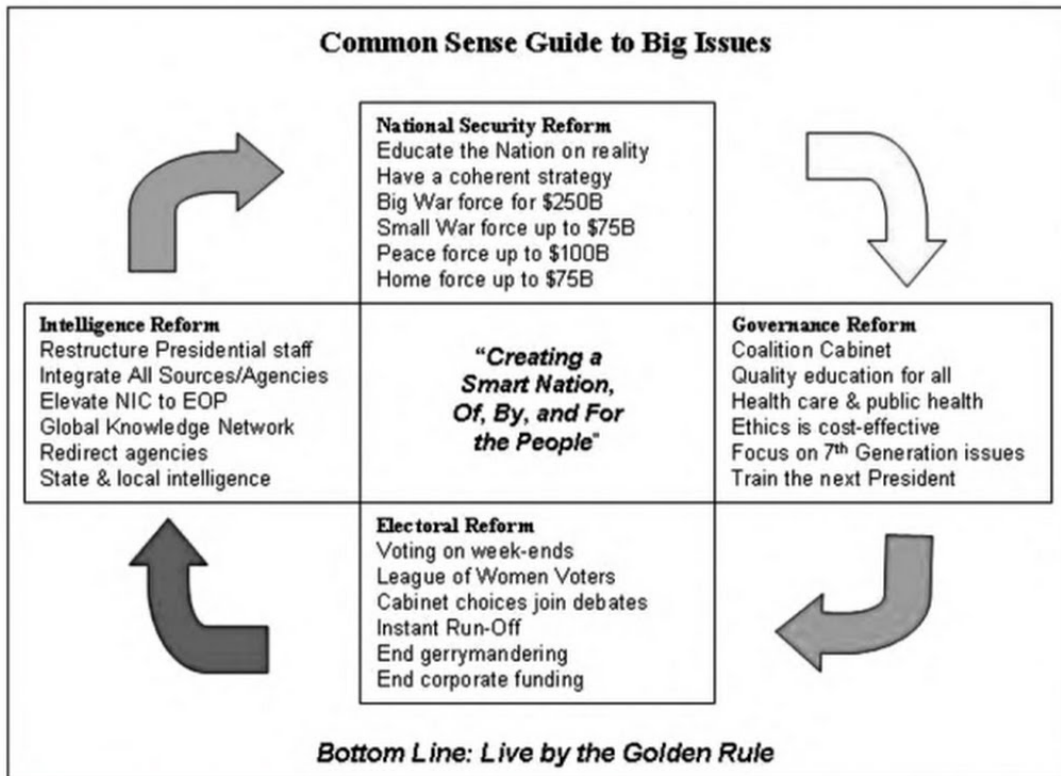 Common Sense Guide to Big Issues
National Security Reform
Educate the Nation on reality
Have a coherent strategy
Big War force for $250B
Small War force up to $75B
Peace force up to $100B
Home force up to $75B
Intelligence Reform
Restructure Presidential staff
Integrate All Sources/Agencies
Elevate NIC to EOP
Global Knowledge Network
Redirect agencies
State & local intelligence
"Creating a
Smart Nation,
Of, By, and For
the People"
Governance Reform
Coalition Cabinet
Quality education for all
Health care & public health
Ethics is cost-effective
Focus on 7th Generation issues
Train the next President
Electoral Reform
Voting on week-ends
League of Women Voters
Cabinet choices join debates
Instant Run-Off
End gerrymandering
End corporate funding
Bottom Line: Live by the Golden Rule